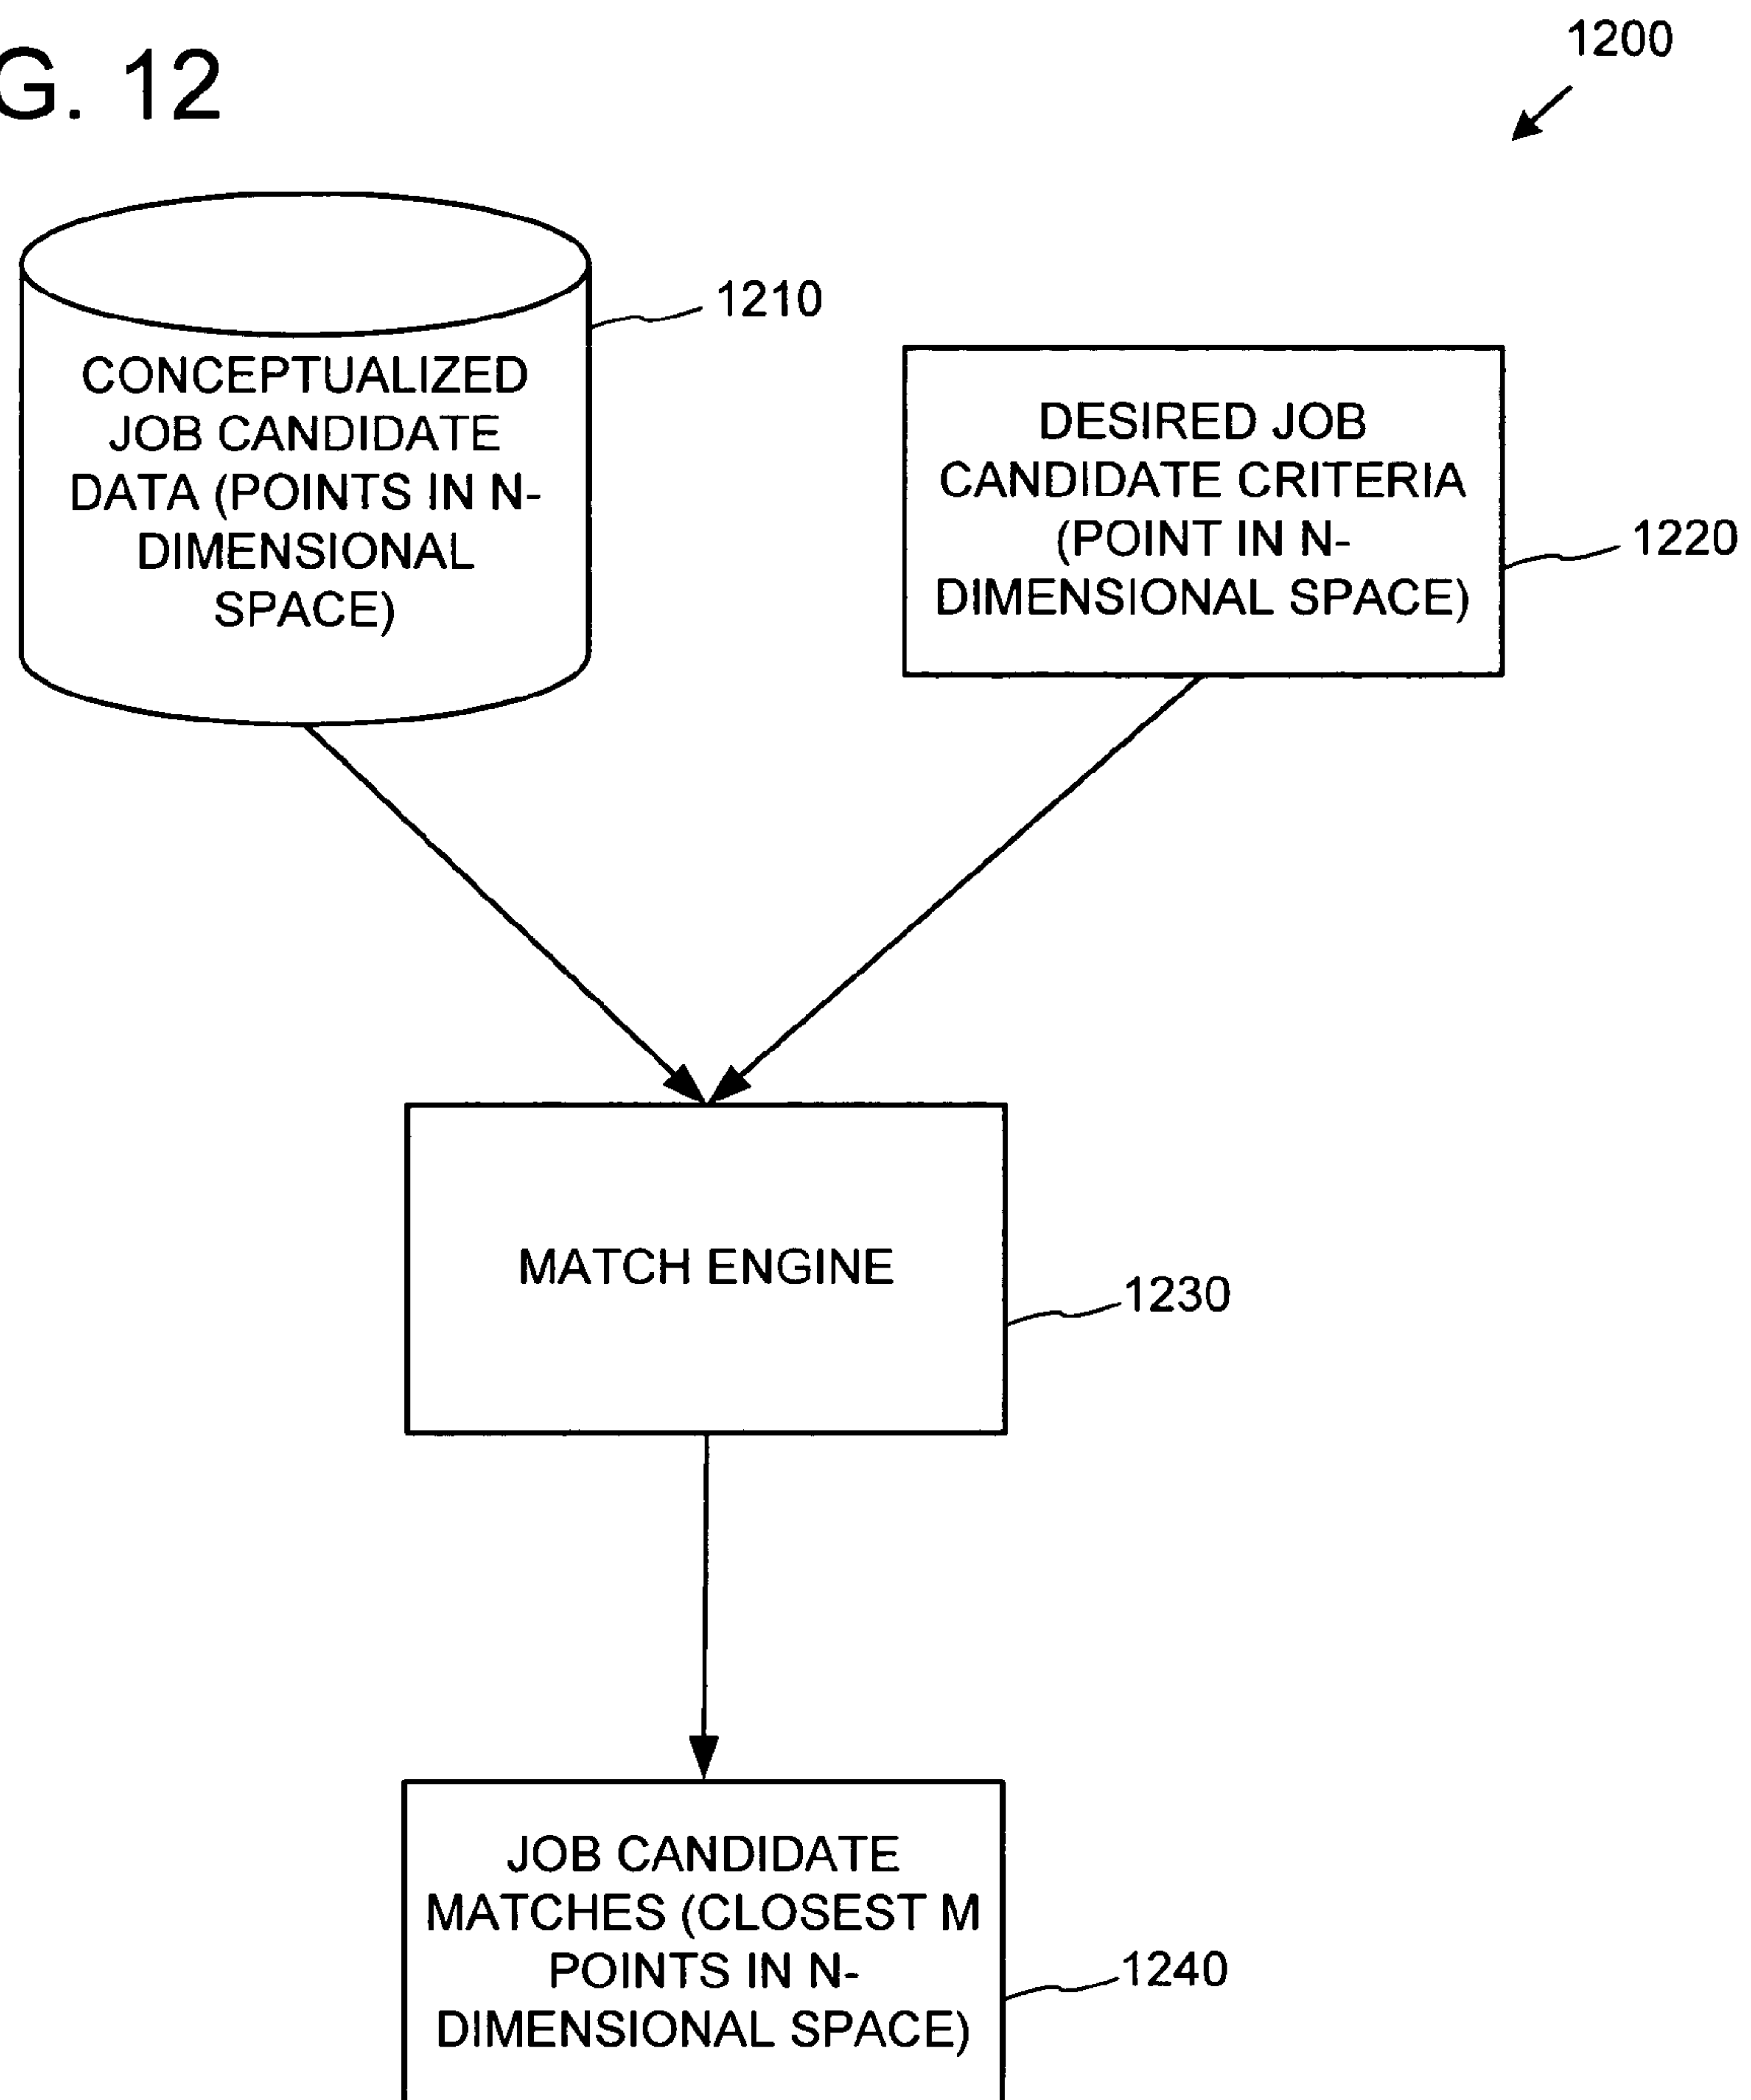 G. 12
1200
1210
CONCEPTUALIZED
JOB CANDIDATE
DATA (POINTS IN N-
DIMENSIONAL
SPACE)
DESIRED JOB
CANDIDATE CRITERIA
(POINT IN N-
DIMENSIONAL SPACE)
1220
MATCH ENGINE
1230
JOB CANDIDATE
MATCHES (CLOSEST M
POINTS IN N-
DIMENSIONAL SPACE)
1240